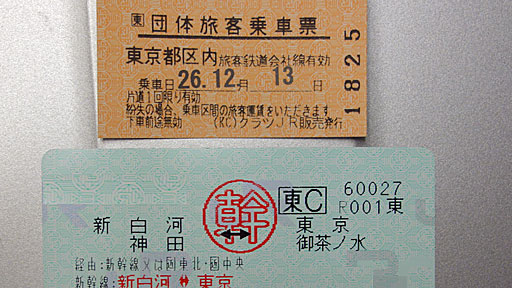 東 団体旅客乗車票
東京都区内 旅客鉄道会社線有効
乗車日 26.12月 13 日
片道1回限り有効
紛失の場合、乗車区間の旅客運賃をいただきます
下車前途無効 (KC)クラツJR販売発行
1825
60027
東C R001東
幹
新白河 ↔ 東京
神田 御茶ノ水
経由:新幹線又は国東北・国中央
新幹線:新白河⇔東京